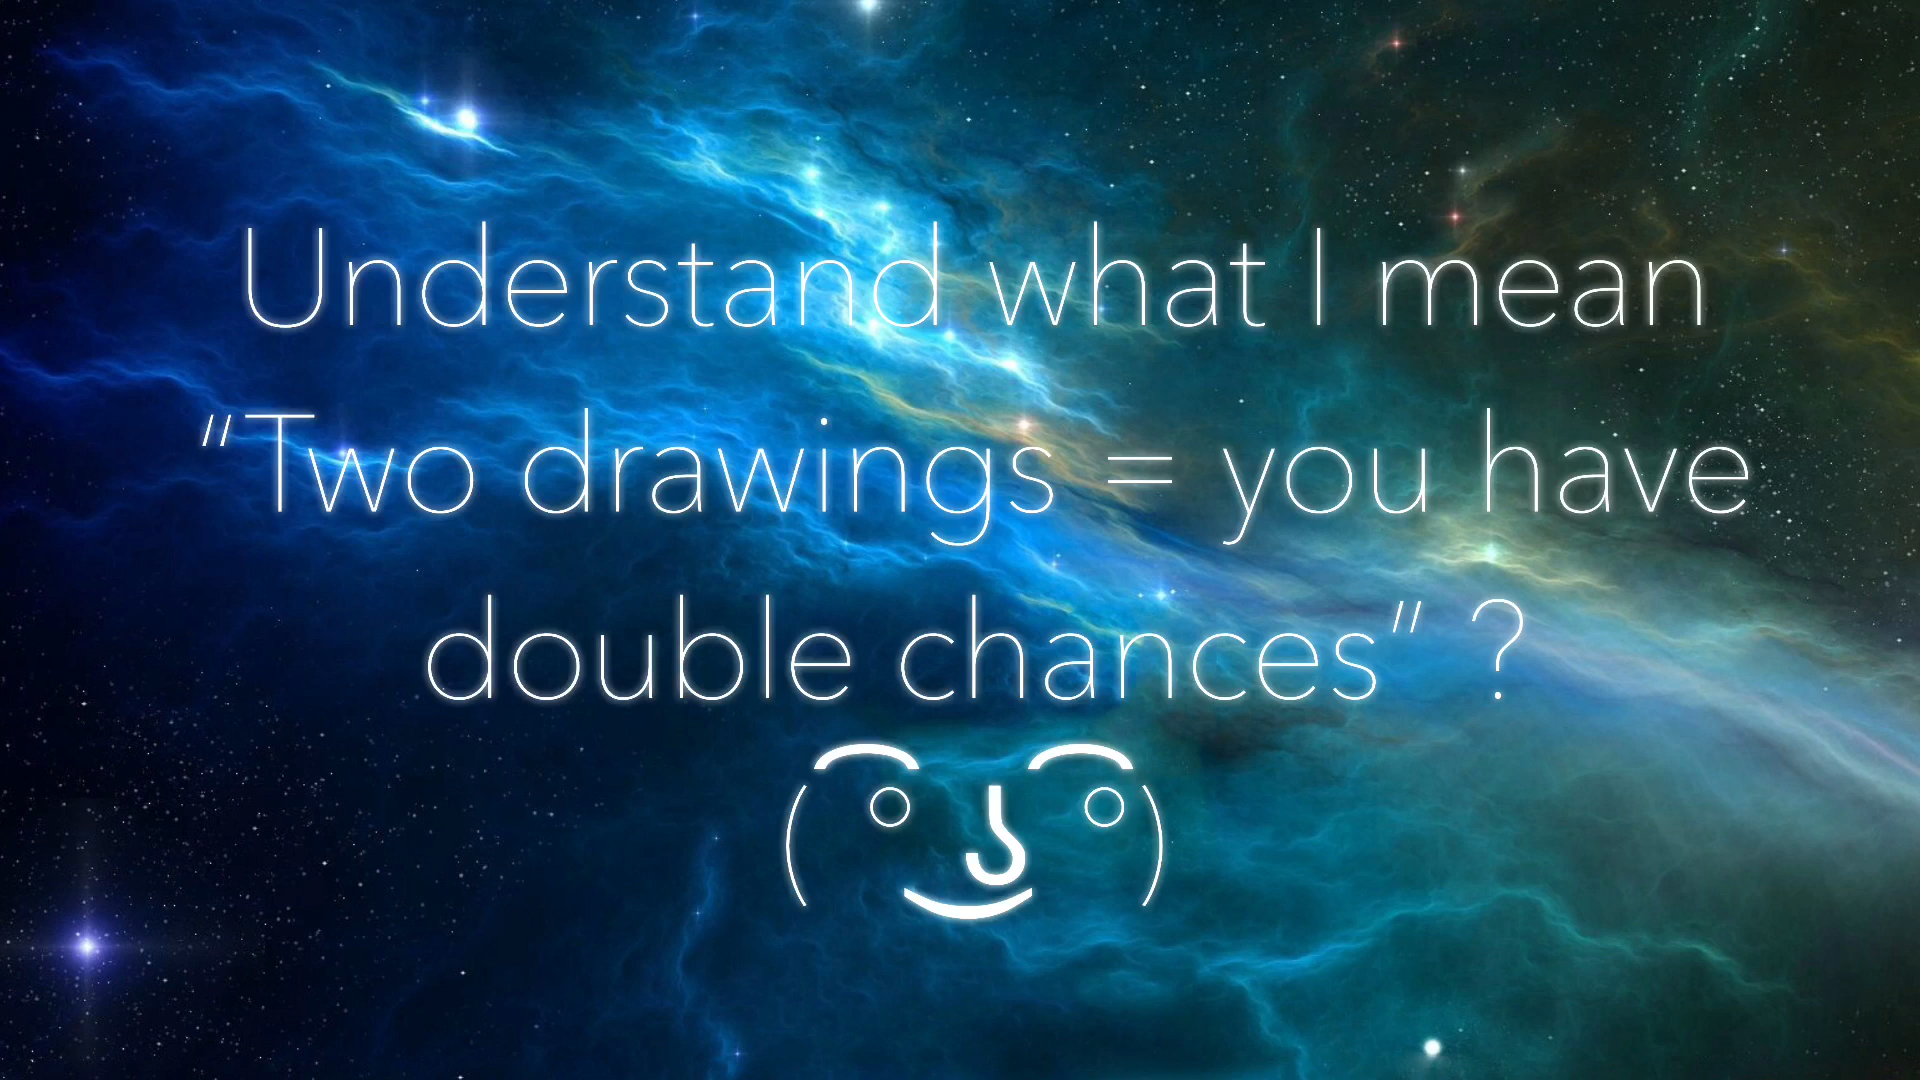 Understand what I mean
“Two drawings = you have
double chances” ?
( ͡° ͜ʖ ͡°)